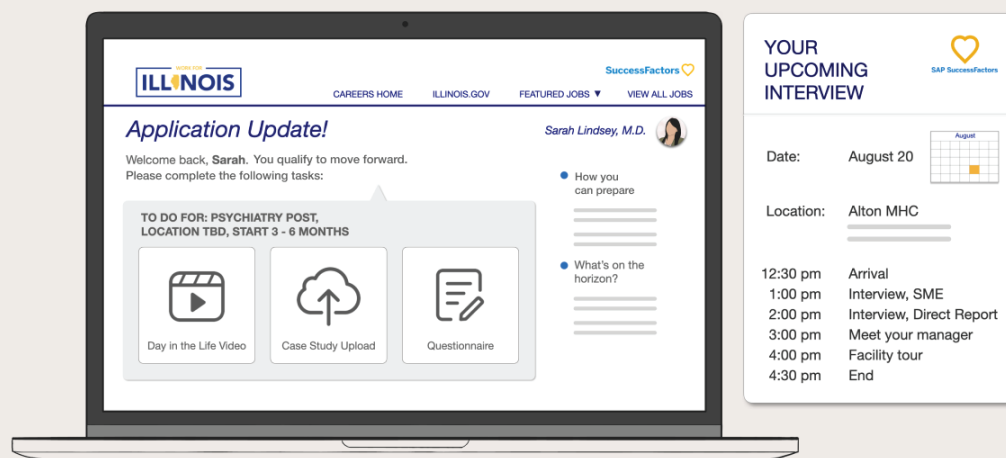 WORK FOR
ILLINOIS
SuccessFactors
CAREERS HOME ILLINOIS.GOV FEATURED JOBS ▼ VIEW ALL JOBS
Application Update!
Sarah Lindsey, M.D.
Welcome back, Sarah. You qualify to move forward.
Please complete the following tasks:
TO DO FOR: PSYCHIATRY POST,
LOCATION TBD, START 3 - 6 MONTHS
Day in the Life Video
Case Study Upload
Questionnaire
How you
can prepare
What's on the
horizon?
YOUR
UPCOMING
INTERVIEW
SAP SuccessFactors
Date: August 20
August
Location: Alton MHC
12:30 pm Arrival
1:00 pm Interview, SME
2:00 pm Interview, Direct Report
3:00 pm Meet your manager
4:00 pm Facility tour
4:30 pm End